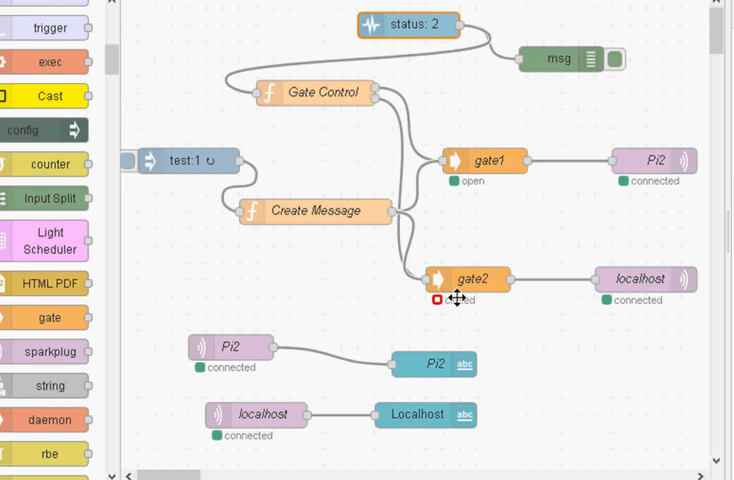 trigger
exec
Cast
config
counter
Input Split
Light
Scheduler
HTML PDF
gate
sparkplug
string
daemon
rbe
status: 2
msg
Gate Control
test:1 ↻
gate1
open
Pi2
connected
Create Message
gate2
localhost
connected
Pi2
connected
Pi2
abc
localhost
connected
Localhost
abc